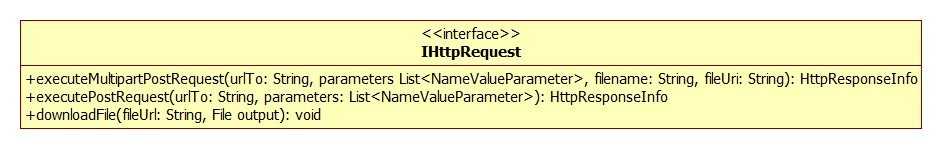 <<interface>>
IHttpRequest
+executeMultipartPostRequest(urlTo: String, parameters List<NameValueParameter>, filename: String, fileUri: String): HttpResponseInfo
+executePostRequest(urlTo: String, parameters: List<NameValueParameter>): HttpResponseInfo
+downloadFile(fileUrl: String, File output): void